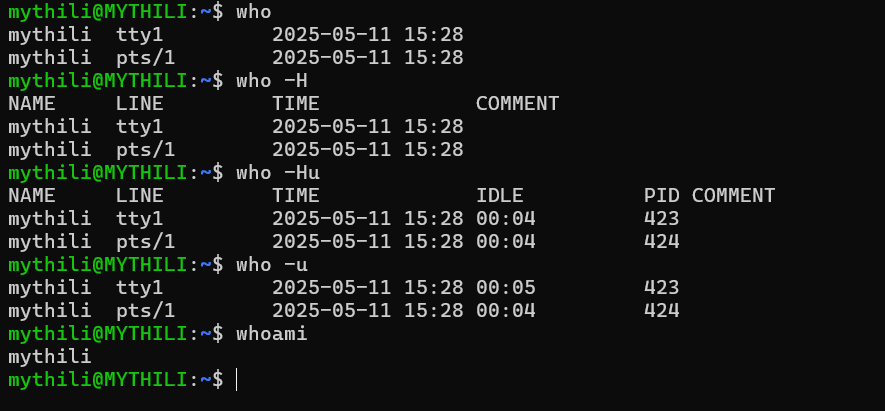 mythili@MYTHILI:~$ who
mythili  tty1         2025-05-11 15:28
mythili  pts/1        2025-05-11 15:28
mythili@MYTHILI:~$ who -H
NAME     LINE         TIME             COMMENT
mythili  tty1         2025-05-11 15:28
mythili  pts/1        2025-05-11 15:28
mythili@MYTHILI:~$ who -Hu
NAME     LINE         TIME             IDLE          PID COMMENT
mythili  tty1         2025-05-11 15:28 00:04         423
mythili  pts/1        2025-05-11 15:28 00:04         424
mythili@MYTHILI:~$ who -u
mythili  tty1         2025-05-11 15:28 00:05         423
mythili  pts/1        2025-05-11 15:28 00:04         424
mythili@MYTHILI:~$ whoami
mythili
mythili@MYTHILI:~$